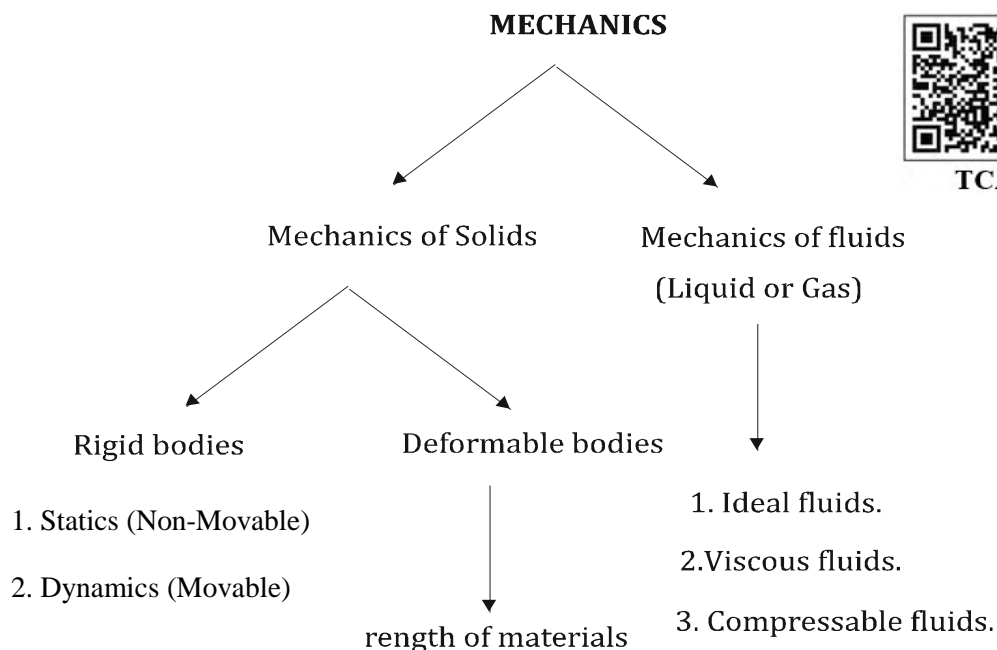 MECHANICS
TCA
Mechanics of Solids
Mechanics of fluids
(Liquid or Gas)
Rigid bodies
Deformable bodies
1. Statics (Non-Movable)
2. Dynamics (Movable)
rength of materials
1. Ideal fluids.
2.Viscous fluids.
3. Compressable fluids.